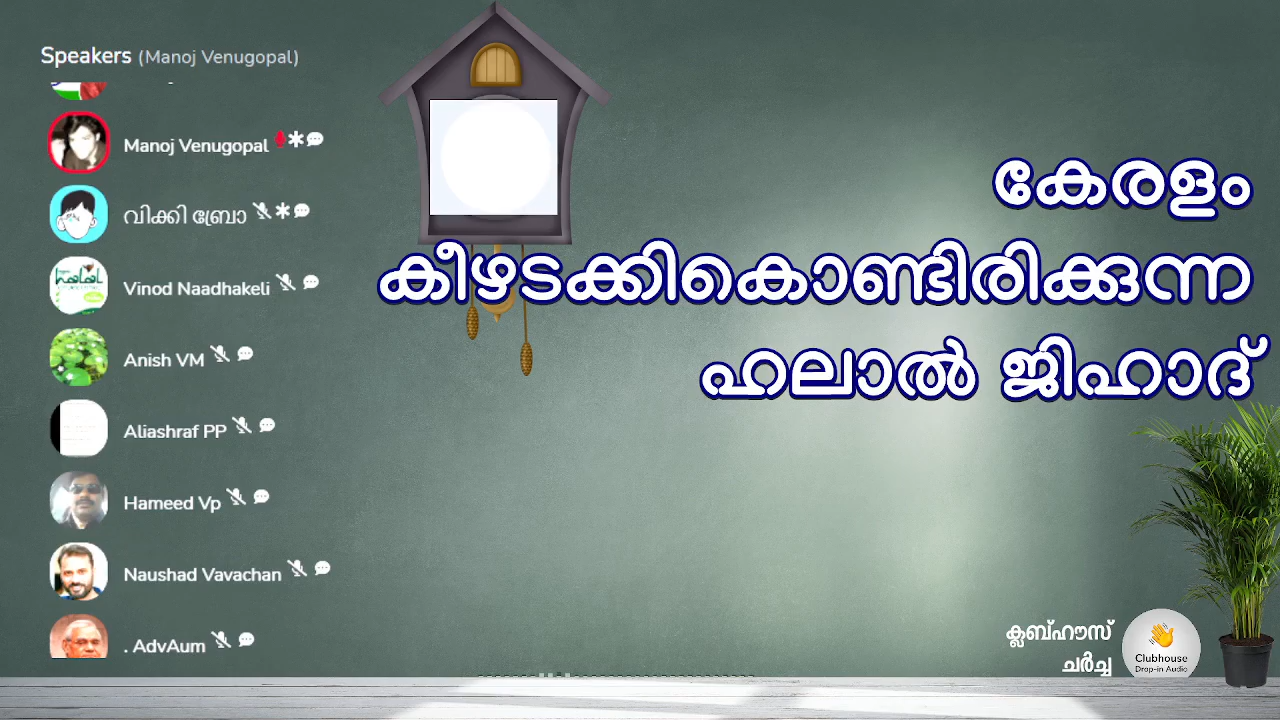 Speakers (Manoj Venugopal)
Manoj Venugopal
വിക്കി ബ്രോ
Vinod Naadhakeli
Anish VM
Aliashraf PP
Hameed Vp
Naushad Vavachan
. AdvAum
കേരളം
കീഴടക്കികൊണ്ടിരിക്കുന്ന
ഹലാൽ ജിഹാദ്
ക്ലബ്ഹൗസ്
ചർച്ച
Clubhouse
Drop-in Audio
halal